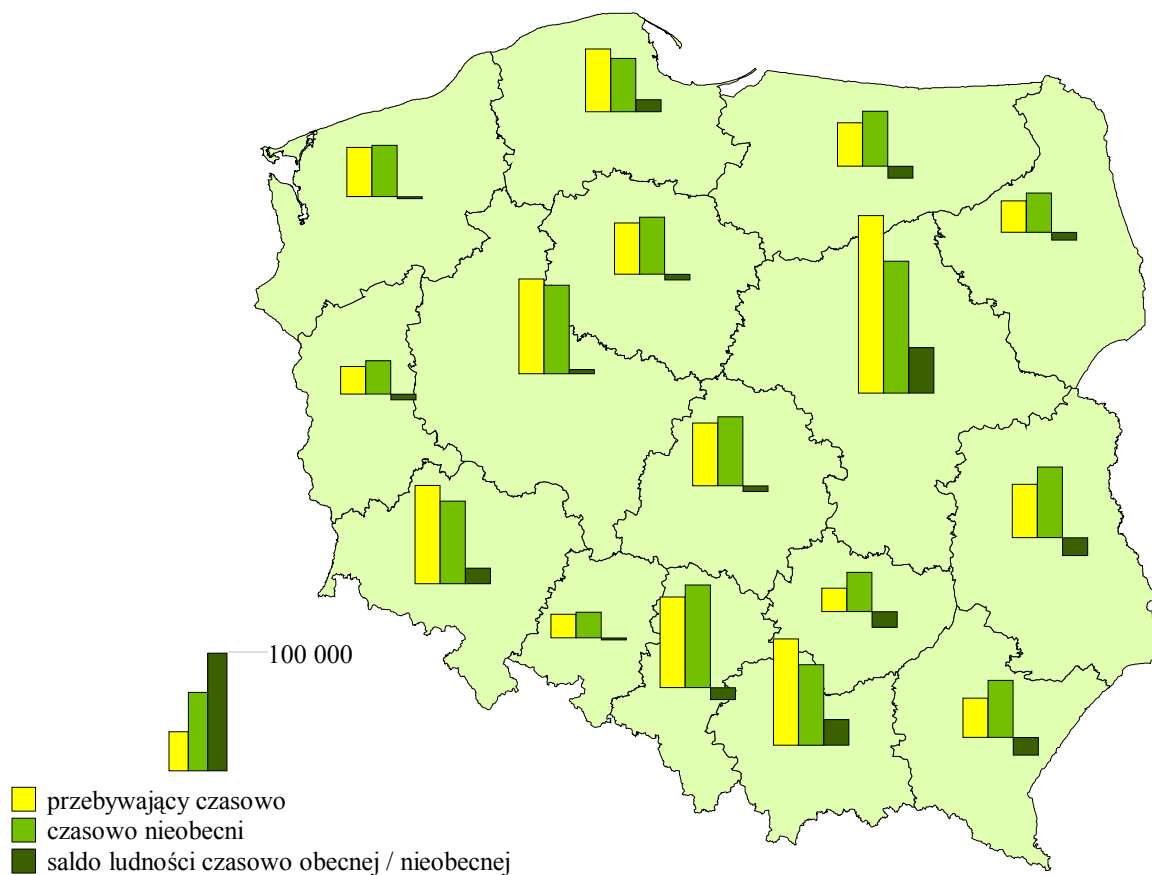 100 000
przebywający czasowo
czasowo nieobecni
saldo ludności czasowo obecnej / nieobecnej